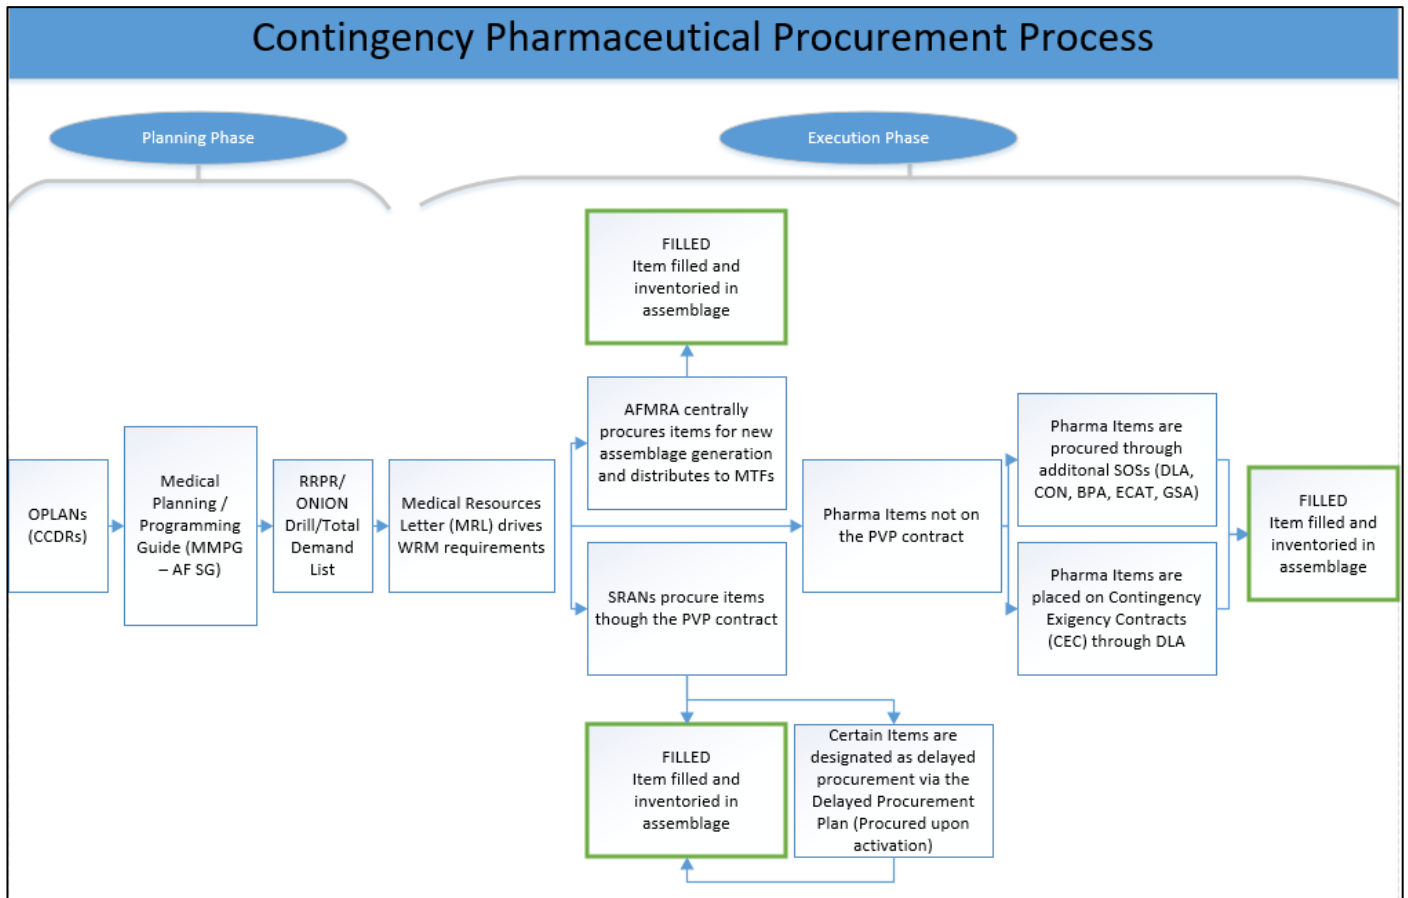 Contingency Pharmaceutical Procurement Process
Planning Phase
Execution Phase
FILLED
Item filled and
inventoried in
assemblage
OPLANs
(CCDRs)
Medical
Planning /
Programming
Guide (MMPG
– AF SG)
RRPR/
ONION
Drill/Total
Demand
List
Medical Resources
Letter (MRL) drives
WRM requirements
AFMRA centrally
procures items for new
assemblage generation
and distributes to MTFs
SRANs procure items
though the PVP contract
Pharma Items not on
the PVP contract
Pharma Items are
procured through
additonal SOSs (DLA,
CON, BPA, ECAT, GSA)
Pharma Items are
placed on Contingency
Exigency Contracts
(CEC) through DLA
FILLED
Item filled and
inventoried in
assemblage
FILLED
Item filled and
inventoried in
assemblage
Certain Items are
designated as delayed
procurement via the
Delayed Procurement
Plan (Procured upon
activation)